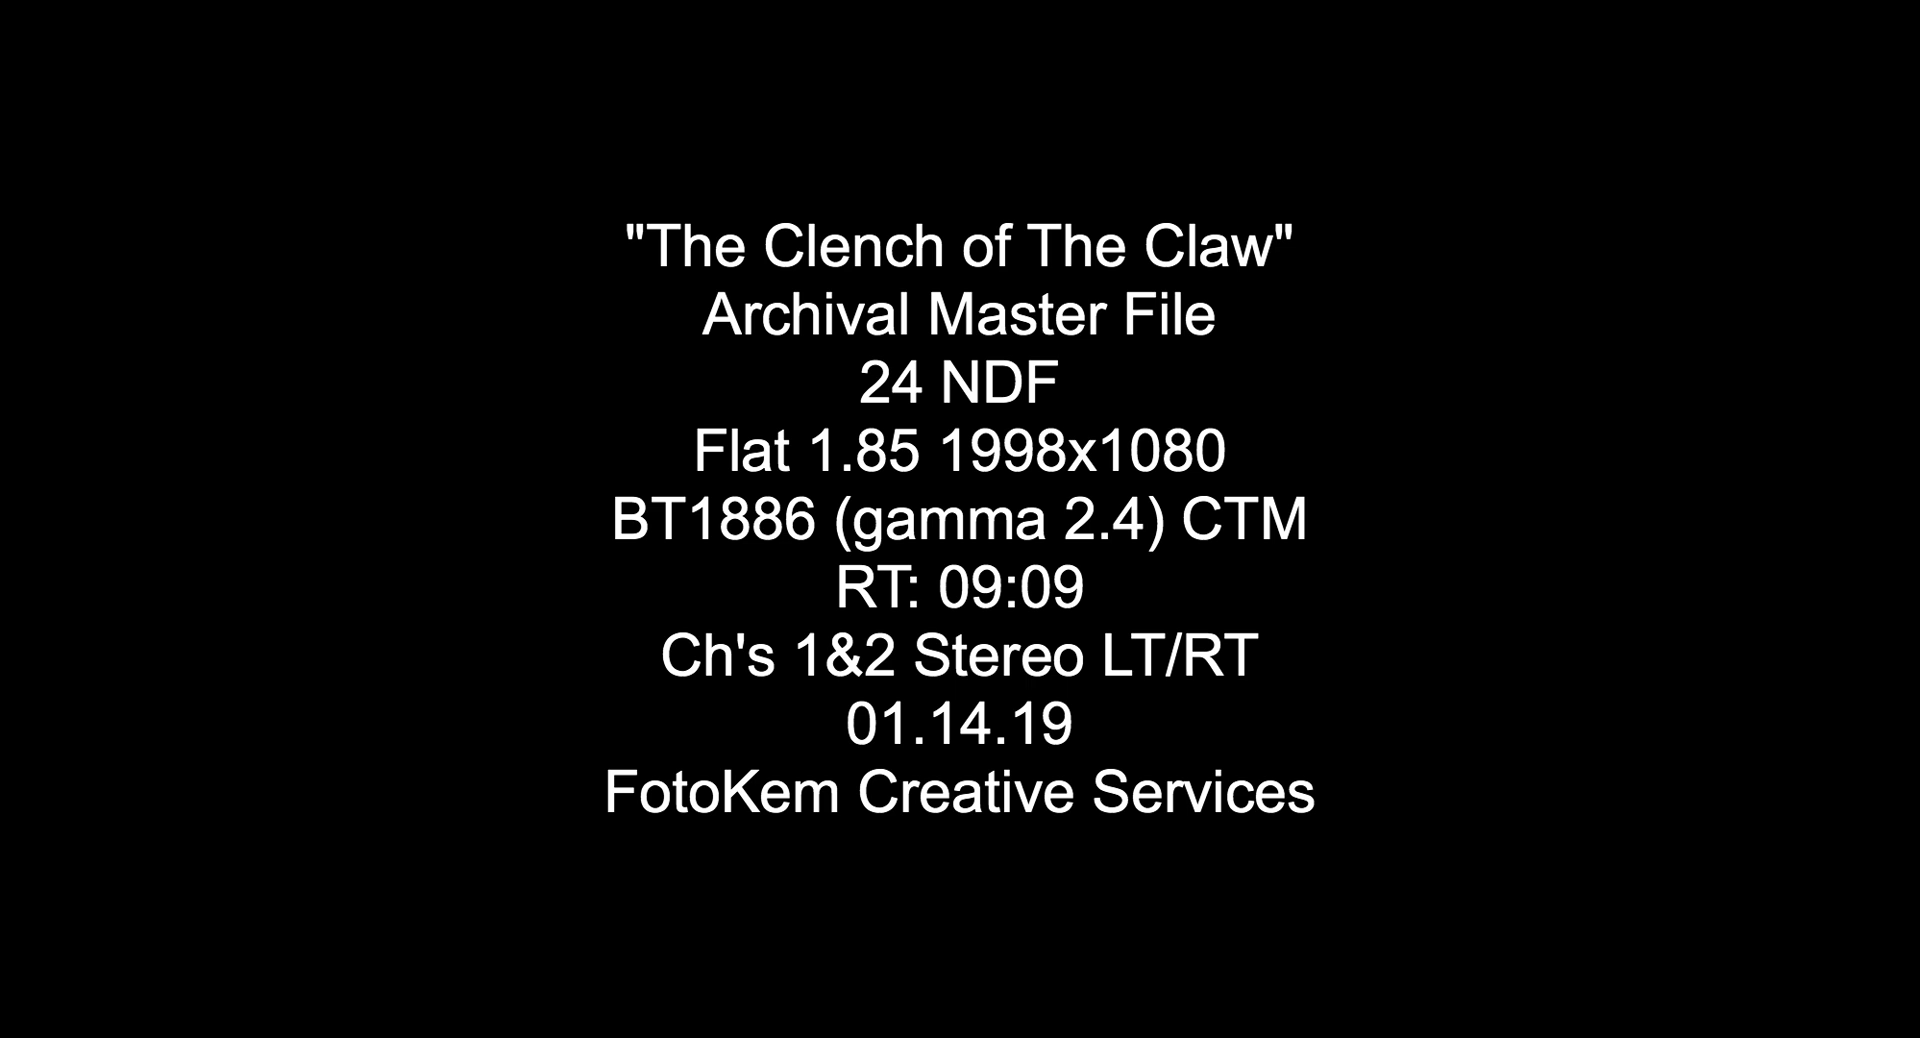 "The Clench of The Claw"
Archival Master File
24 NDF
Flat 1.85 1998x1080
BT1886 (gamma 2.4) CTM
RT: 09:09
Ch's 1&2 Stereo LT/RT
01.14.19
FotoKem Creative Services